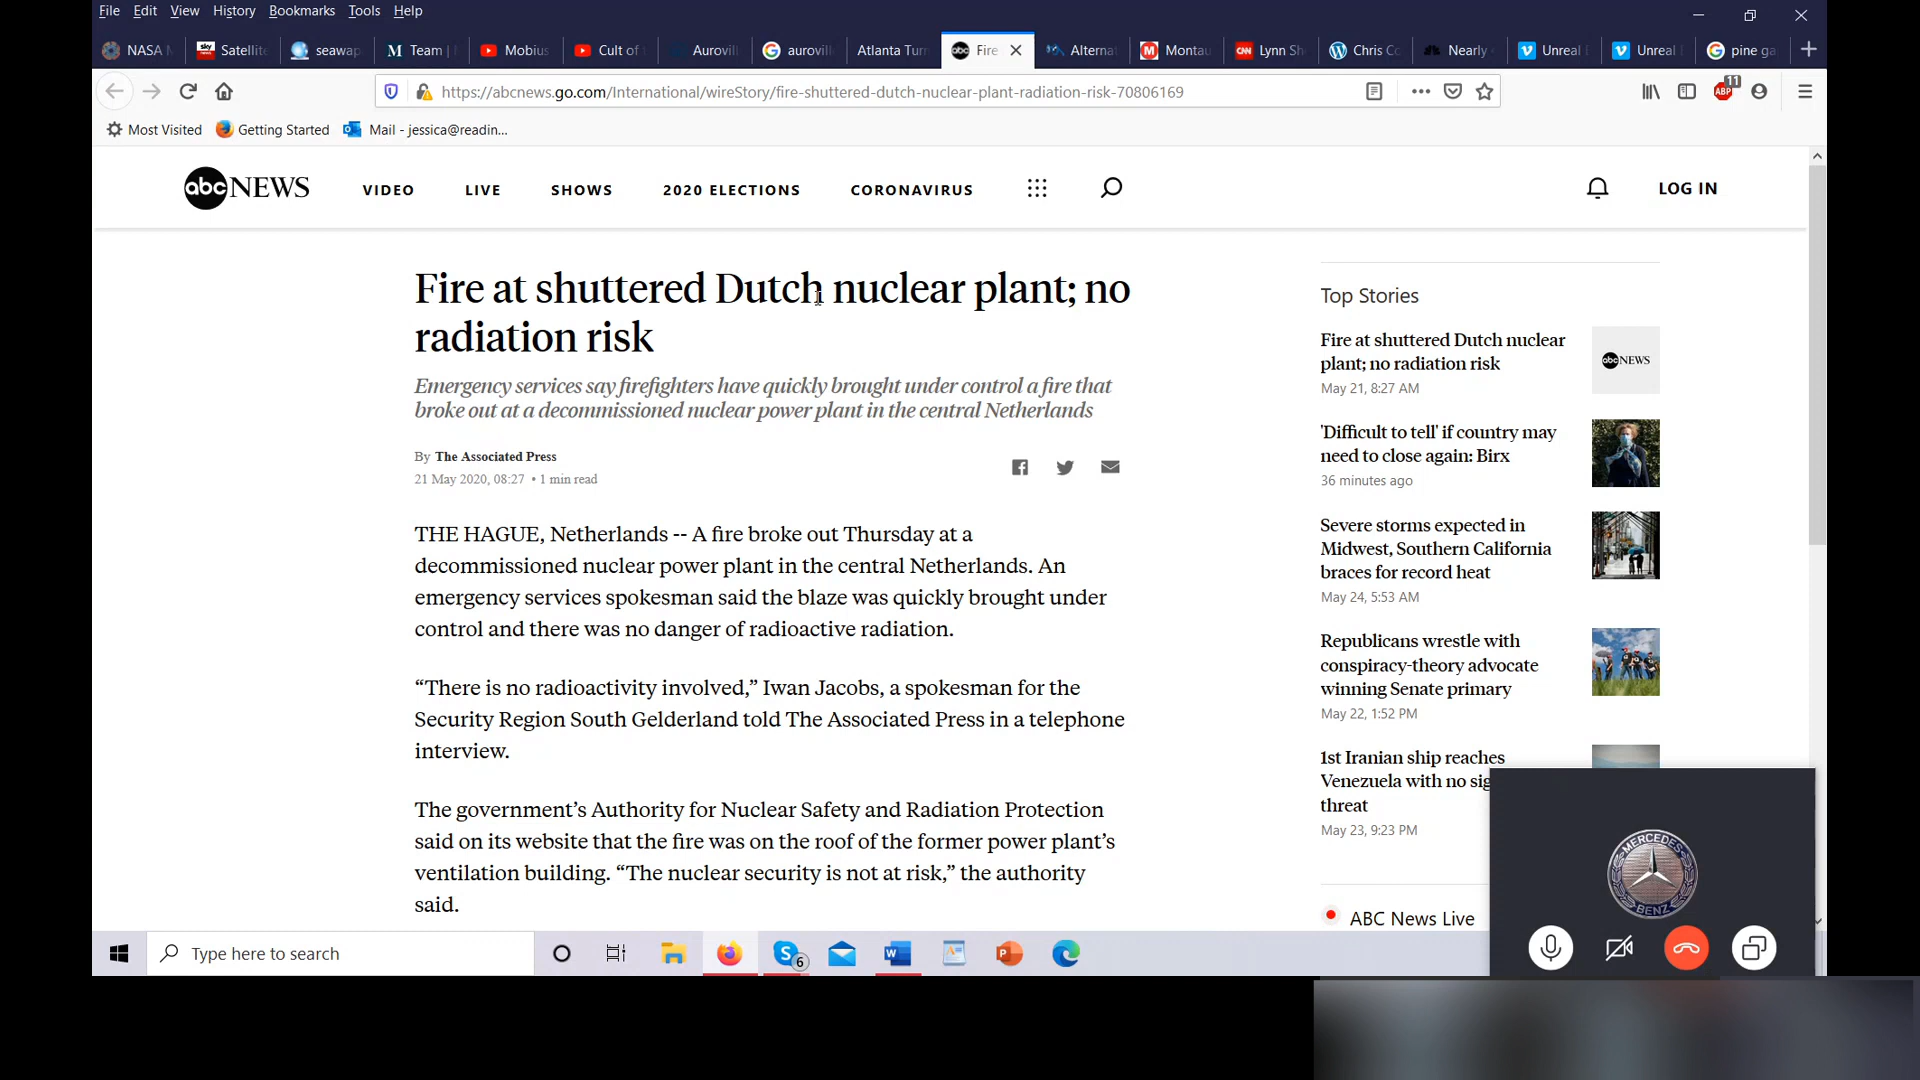 File Edit View History Bookmarks Tools Help
NASA Satellite seawap Team | Mobius Cult of Aurovil aurovill Atlanta Tur Fire Alternat Montau Lynn Sh Chris Co Nearly Unreal Unreal pine ga
https://abcnews.go.com/International/wireStory/fire-shuttered-dutch-nuclear-plant-radiation-risk-70806169
ABP 11
Most Visited Getting Started Mail - jessica@readin...
abc NEWS VIDEO LIVE SHOWS 2020 ELECTIONS CORONAVIRUS LOG IN
Fire at shuttered Dutch nuclear plant; no
radiation risk
Emergency services say firefighters have quickly brought under control a fire that
broke out at a decommissioned nuclear power plant in the central Netherlands
By The Associated Press
21 May 2020, 08:27 • 1 min read
THE HAGUE, Netherlands -- A fire broke out Thursday at a
decommissioned nuclear power plant in the central Netherlands. An
emergency services spokesman said the blaze was quickly brought under
control and there was no danger of radioactive radiation.
“There is no radioactivity involved,” Iwan Jacobs, a spokesman for the
Security Region South Gelderland told The Associated Press in a telephone
interview.
The government’s Authority for Nuclear Safety and Radiation Protection
said on its website that the fire was on the roof of the former power plant’s
ventilation building. “The nuclear security is not at risk,” the authority
said.
Top Stories
Fire at shuttered Dutch nuclear
plant; no radiation risk
May 21, 8:27 AM
abc NEWS
'Difficult to tell' if country may
need to close again: Birx
36 minutes ago
Severe storms expected in
Midwest, Southern California
braces for record heat
May 24, 5:53 AM
Republicans wrestle with
conspiracy-theory advocate
winning Senate primary
May 22, 1:52 PM
1st Iranian ship reaches
Venezuela with no sig
threat
May 23, 9:23 PM
ABC News Live
MERCEDES
BENZ
Type here to search
6